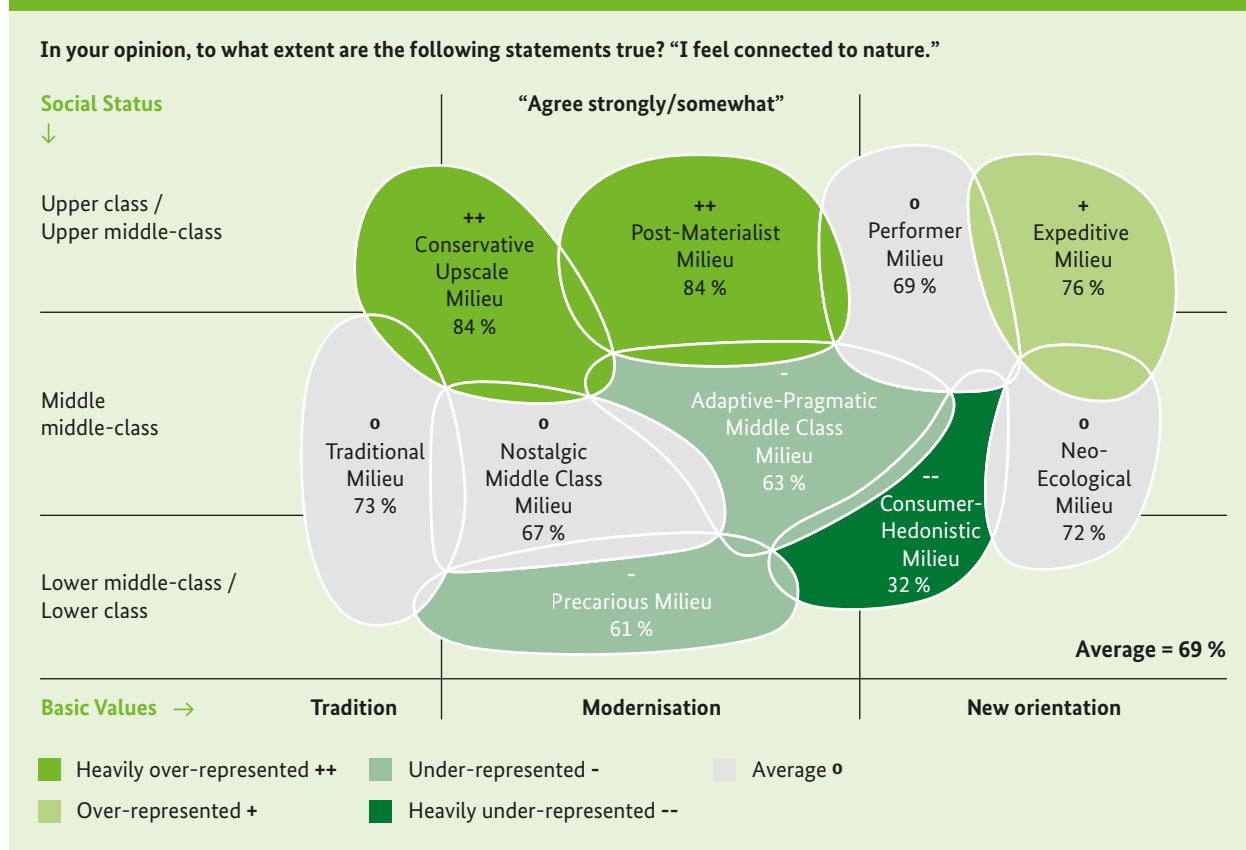 In your opinion, to what extent are the following statements true? “I feel connected to nature.”
Social Status
↓
“Agree strongly/somewhat”
Upper class /
Upper middle-class
++
Conservative
Upscale
Milieu
84 %
++
Post-Materialist
Milieu
84 %
o
Performer
Milieu
69 %
+
Expeditive
Milieu
76 %
Middle
middle-class
o
Traditional
Milieu
73 %
o
Nostalgic
Middle Class
Milieu
67 %
-
Adaptive-Pragmatic
Middle Class
Milieu
63 %
--
Consumer-
Hedonistic
Milieu
32 %
o
Neo-
Ecological
Milieu
72 %
Lower middle-class /
Lower class
-
Precarious Milieu
61 %
Average = 69 %
Basic Values →
Tradition
Modernisation
New orientation
Heavily over-represented ++
Under-represented -
Average o
Over-represented +
Heavily under-represented --